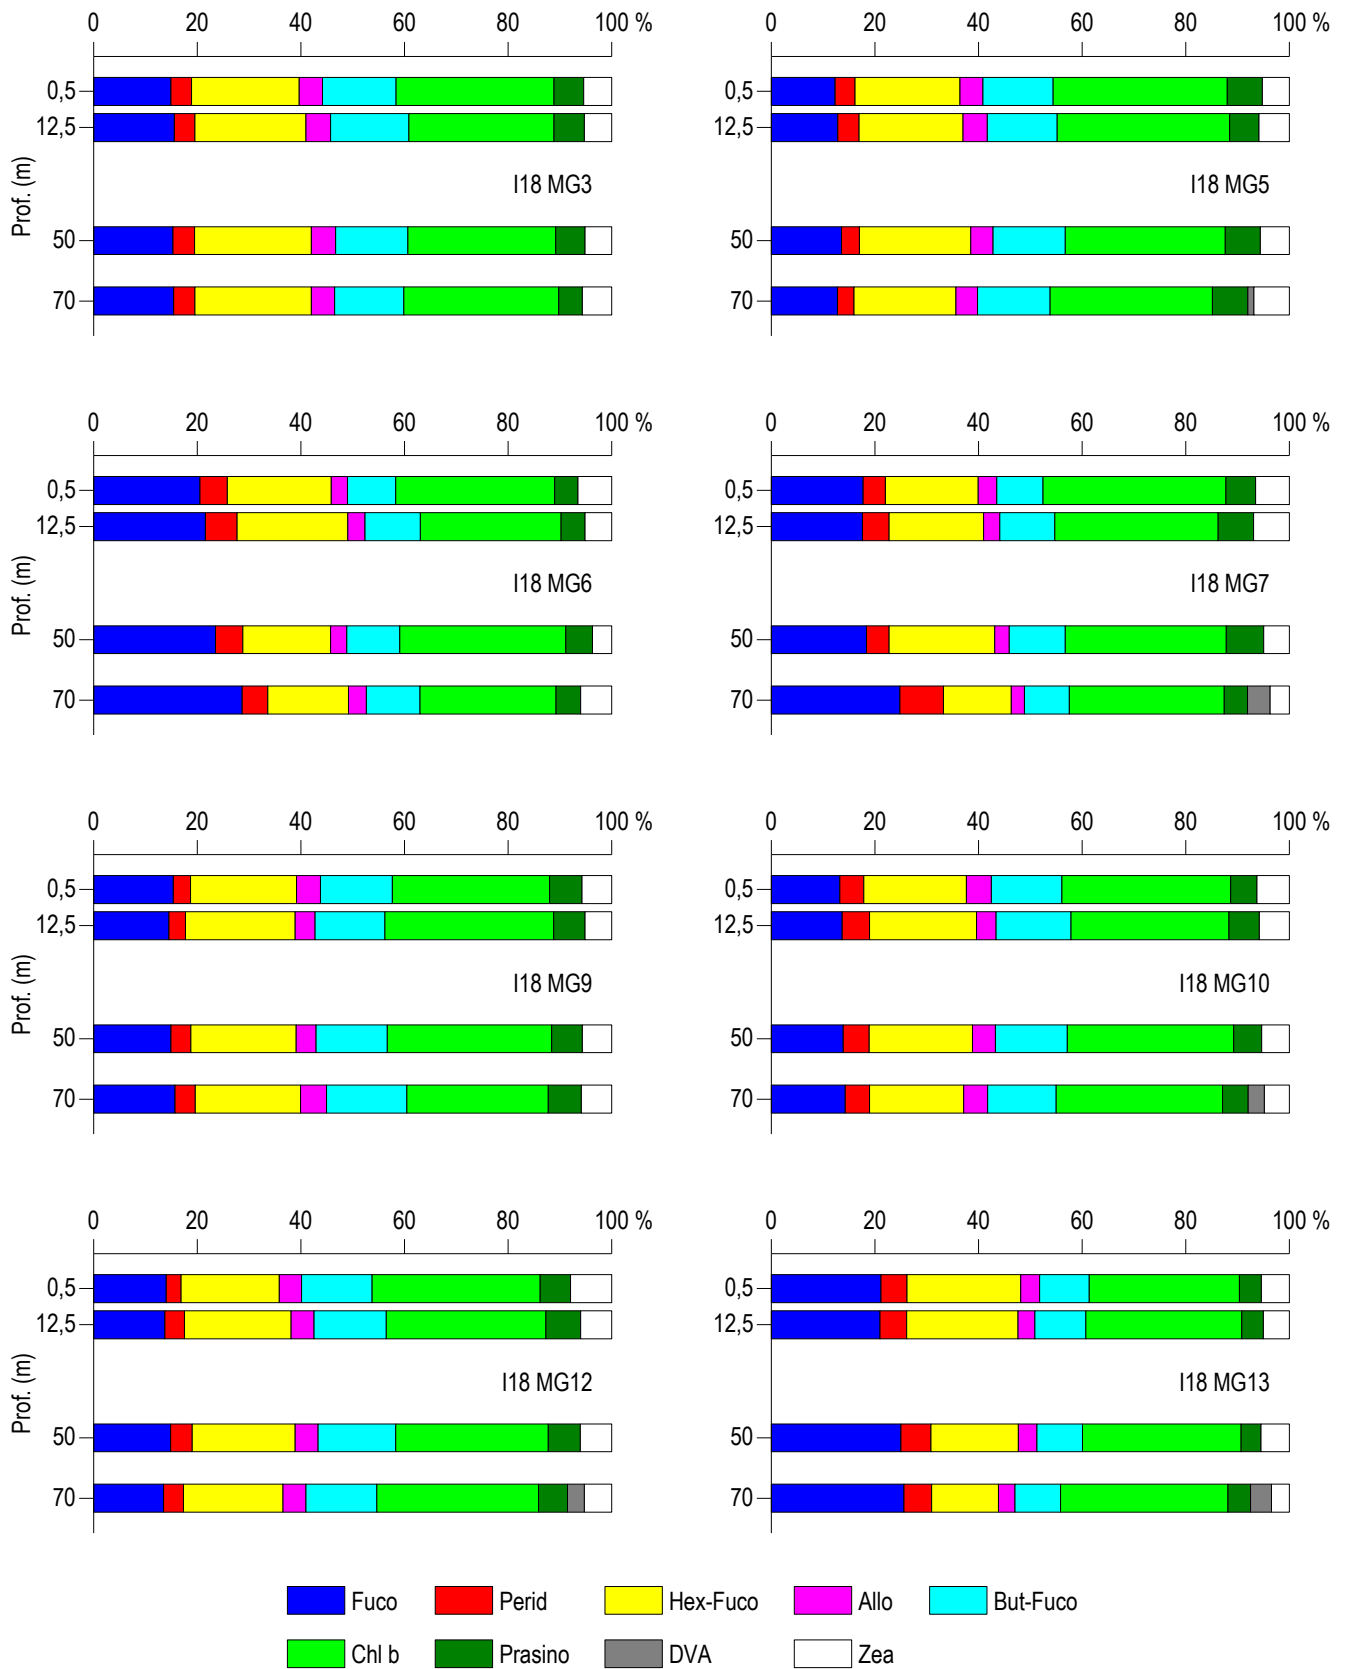 0 20 40 60 80 100 %
0 20 40 60 80 100 %
0,5
12,5
50
70
Prof. (m)
I18 MG3
0,5
12,5
50
70
I18 MG5
0 20 40 60 80 100 %
0 20 40 60 80 100 %
0,5
12,5
50
70
Prof. (m)
I18 MG6
0,5
12,5
50
70
I18 MG7
0 20 40 60 80 100 %
0 20 40 60 80 100 %
0,5
12,5
50
70
Prof. (m)
I18 MG9
0,5
12,5
50
70
I18 MG10
0 20 40 60 80 100 %
0 20 40 60 80 100 %
0,5
12,5
50
70
Prof. (m)
I18 MG12
0,5
12,5
50
70
I18 MG13
Fuco Perid Hex-Fuco Allo But-Fuco
Chl b Prasino DVA Zea